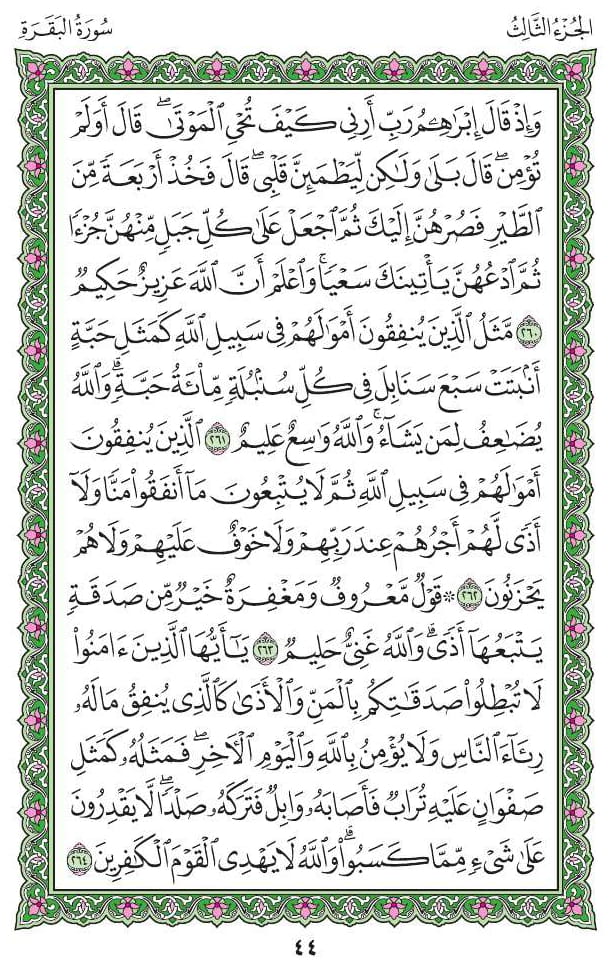 الجُزْءُ الثَّالِثُ
سُورَةُ البَقَرَةِ
وَإِذْ قَالَ إِبْرَٰهِـۧمُ رَبِّ أَرِنِى كَيْفَ تُحْىِ ٱلْمَوْتَىٰۖ قَالَ أَوَلَمْ
تُؤْمِنۖ قَالَ بَلَىٰ وَلَٰكِن لِّيَطْمَئِنَّ قَلْبِىۖ قَالَ فَخُذْ أَرْبَعَةً مِّنَ
ٱلطَّيْرِ فَصُرْهُنَّ إِلَيْكَ ثُمَّ ٱجْعَلْ عَلَىٰ كُلِّ جَبَلٍ مِّنْهُنَّ جُزْءًا
ثُمَّ ٱدْعُهُنَّ يَأْتِينَكَ سَعْيًاۚ وَٱعْلَمْ أَنَّ ٱللَّهَ عَزِيزٌ حَكِيمٌ
٢٦٠ مَّثَلُ ٱلَّذِينَ يُنفِقُونَ أَمْوَٰلَهُمْ فِى سَبِيلِ ٱللَّهِ كَمَثَلِ حَبَّةٍ
أَنۢبَتَتْ سَبْعَ سَنَابِلَ فِى كُلِّ سُنۢبُلَةٍ مِّا۟ئَةُ حَبَّةٍۗ وَٱللَّهُ
يُضَٰعِفُ لِمَن يَشَآءُۚ وَٱللَّهُ وَٰسِعٌ عَلِيمٌ ٢٦١ ٱلَّذِينَ يُنفِقُونَ
أَمْوَٰلَهُمْ فِى سَبِيلِ ٱللَّهِ ثُمَّ لَا يُتْبِعُونَ مَآ أَنفَقُوا۟ مَنًّا وَلَآ
أَذًىۙ لَّهُمْ أَجْرُهُمْ عِندَ رَبِّهِمْ وَلَا خَوْفٌ عَلَيْهِمْ وَلَا هُمْ
يَحْزَنُونَ ٢٦٢ ۞ قَوْلٌ مَّعْرُوفٌ وَمَغْفِرَةٌ خَيْرٌ مِّن صَدَقَةٍ
يَتْبَعُهَآ أَذًىۗ وَٱللَّهُ غَنِىٌّ حَلِيمٌ ٢٦٣ يَٰٓأَيُّهَا ٱلَّذِينَ ءَامَنُوا۟
لَا تُبْطِلُوا۟ صَدَقَٰتِكُم بِٱلْمَنِّ وَٱلْأَذَىٰ كَٱلَّذِى يُنفِقُ مَالَهُۥ
رِئَآءَ ٱلنَّاسِ وَلَا يُؤْمِنُ بِٱللَّهِ وَٱلْيَوْمِ ٱلْءَاخِرِۖ فَمَثَلُهُۥ كَمَثَلِ
صَفْوَانٍ عَلَيْهِ تُرَابٌ فَأَصَابَهُۥ وَابِلٌ فَتَرَكَهُۥ صَلْدًاۖ لَّا يَقْدِرُونَ
عَلَىٰ شَىْءٍ مِّمَّا كَسَبُوا۟ۗ وَٱللَّهُ لَا يَهْدِى ٱلْقَوْمَ ٱلْكَٰفِرِينَ ٢٦٤
٤٤